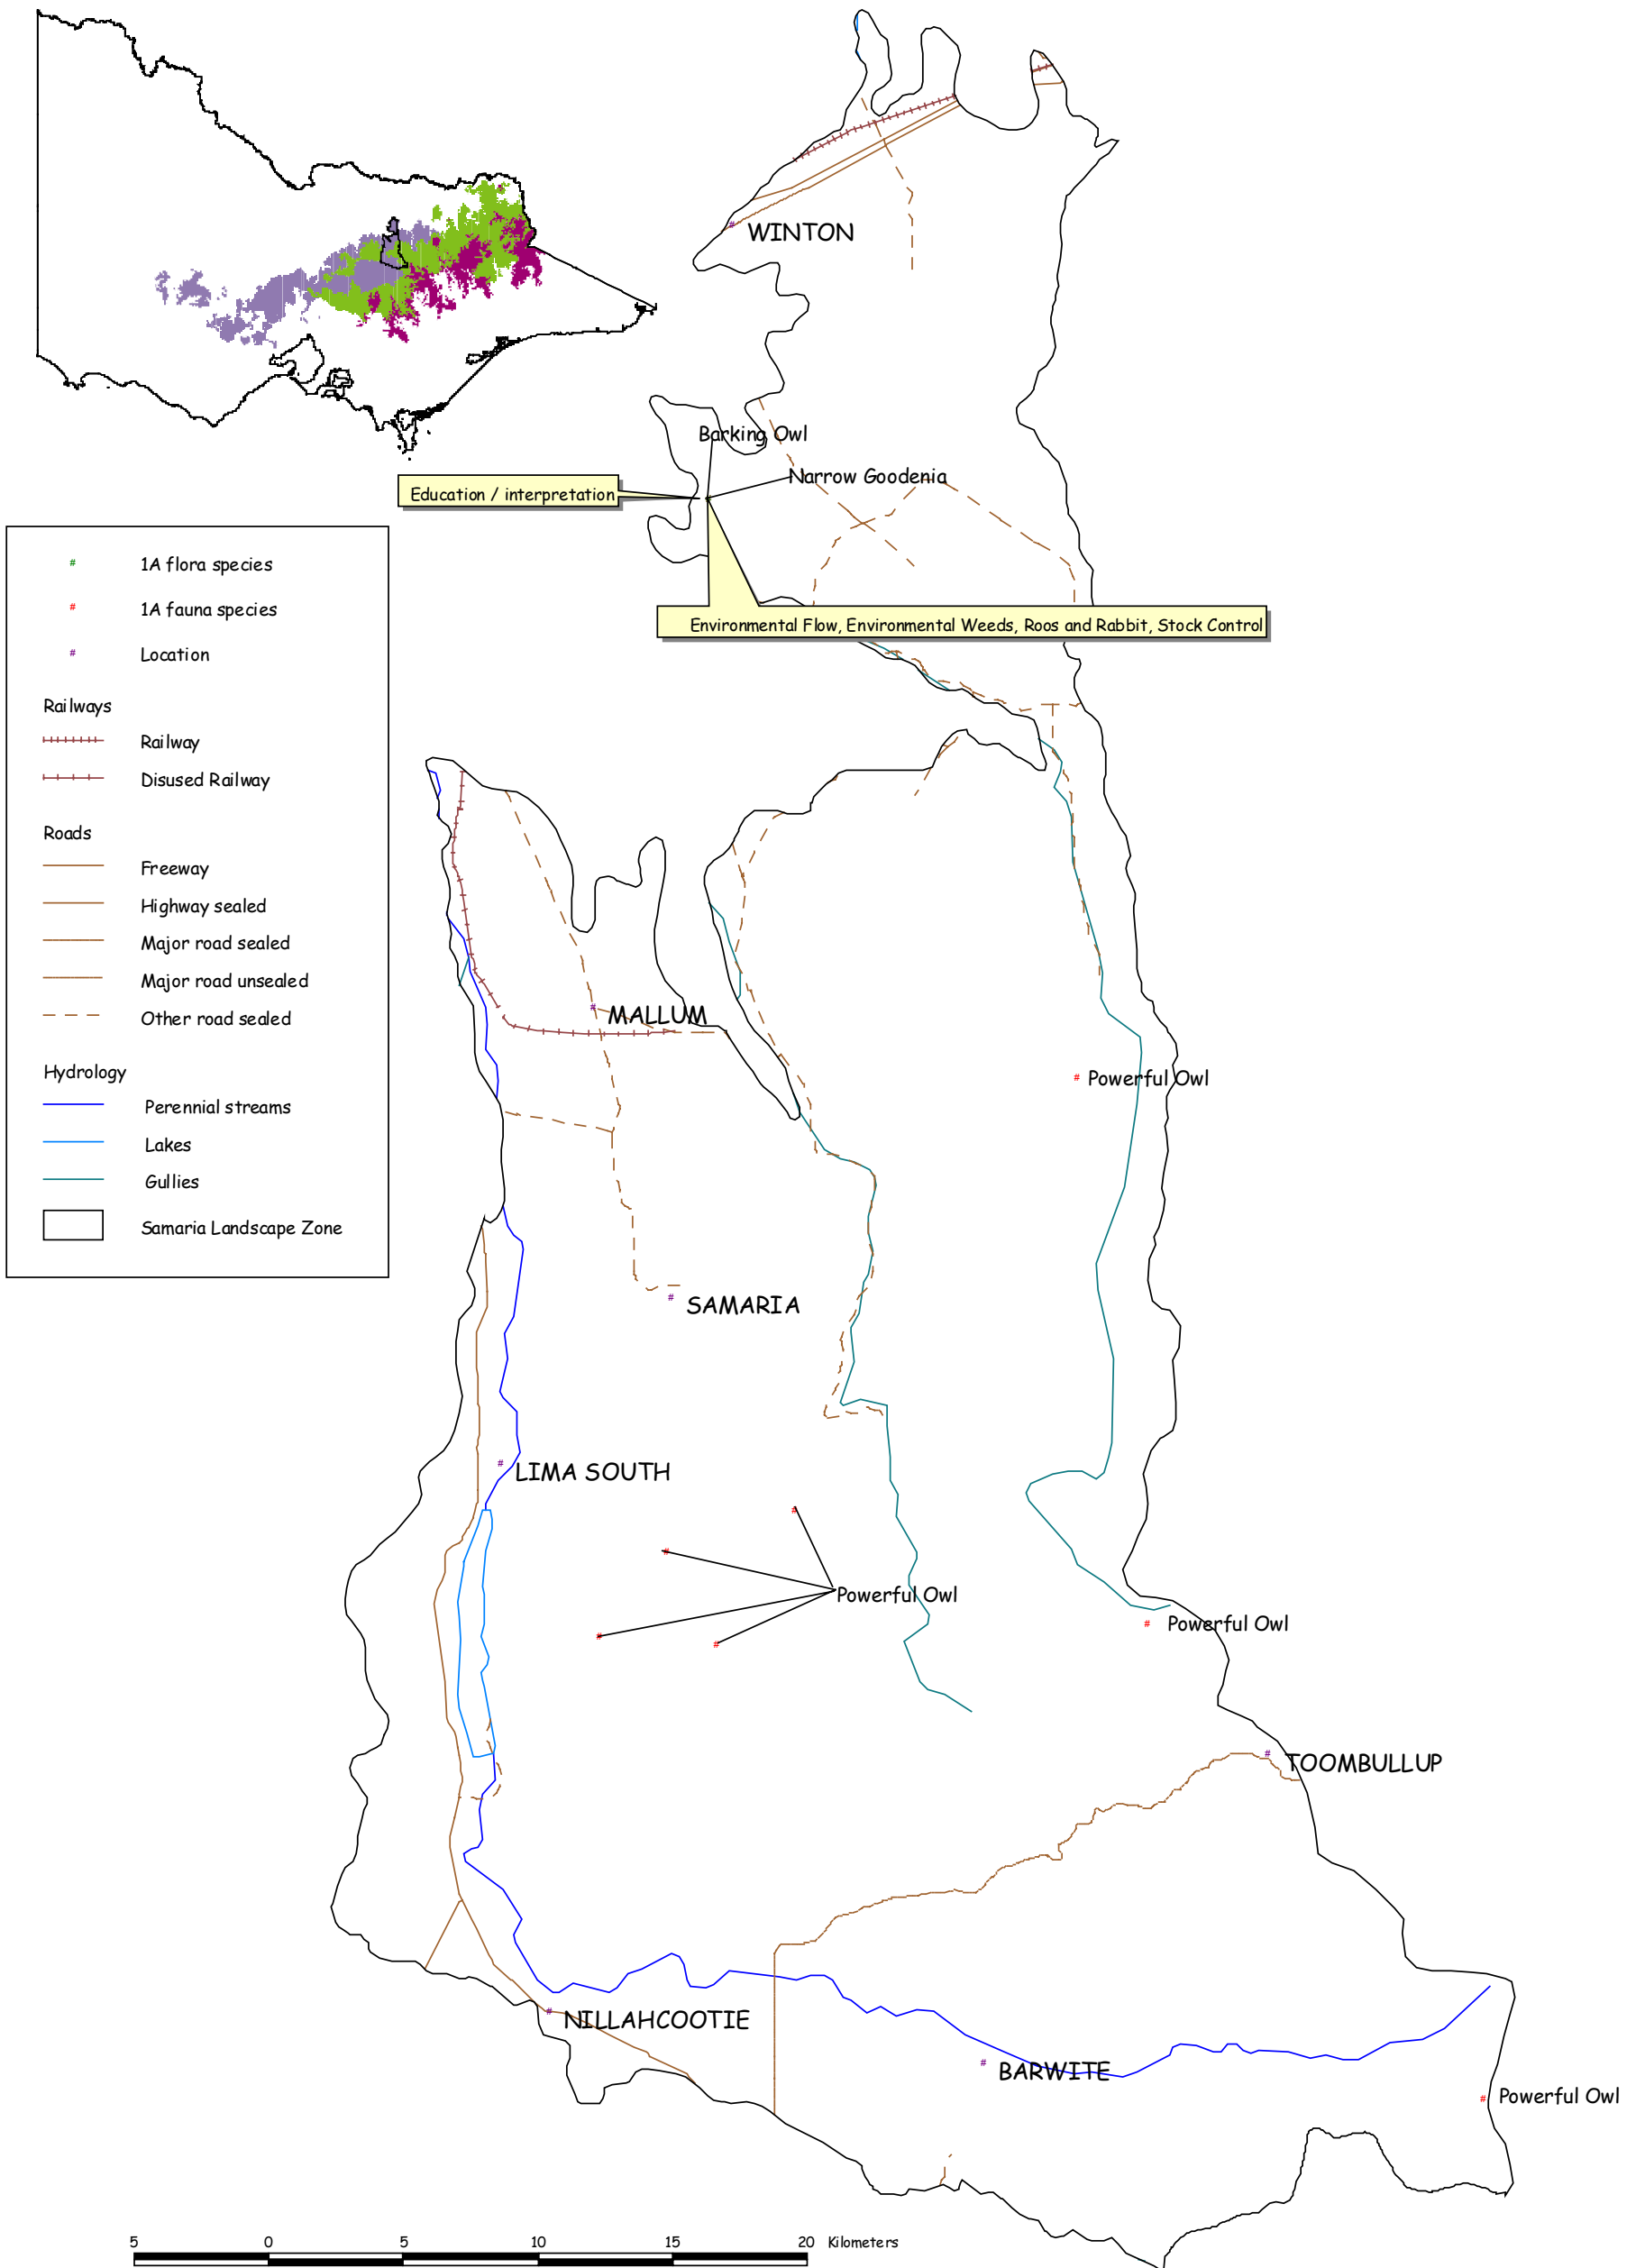 WINTON
Barking Owl
Narrow Goodenia
Education / interpretation
Environmental Flow, Environmental Weeds, Roos and Rabbit, Stock Control
# 1A flora species
# 1A fauna species
# Location
Railways
Railway
Disused Railway
Roads
Freeway
Highway sealed
Major road sealed
Major road unsealed
Other road sealed
Hydrology
Perennial streams
Lakes
Gullies
Samaria Landscape Zone
MALLUM
Powerful Owl
SAMARIA
LIMA SOUTH
Powerful Owl
Powerful Owl
TOOMBULLUP
NILLAHCOOTIE
BARWITE
Powerful Owl
5 0 5 10 15 20 Kilometers